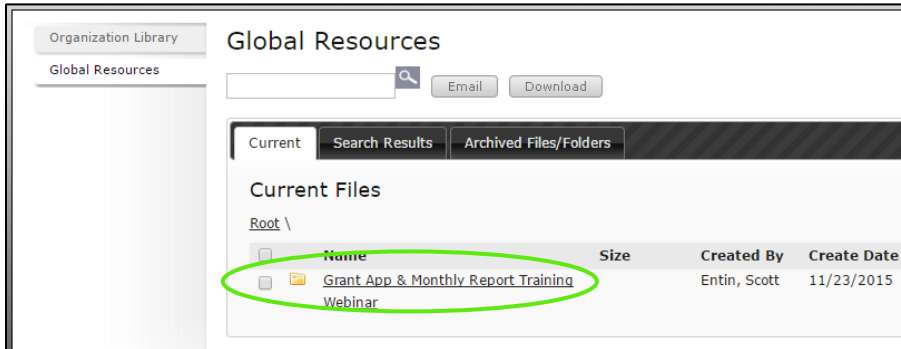 Organization Library
Global Resources
Global Resources
Email Download
Current Search Results Archived Files/Folders
Current Files
Root \
Name Size Created By Create Date
Grant App & Monthly Report Training Entin, Scott 11/23/2015
Webinar